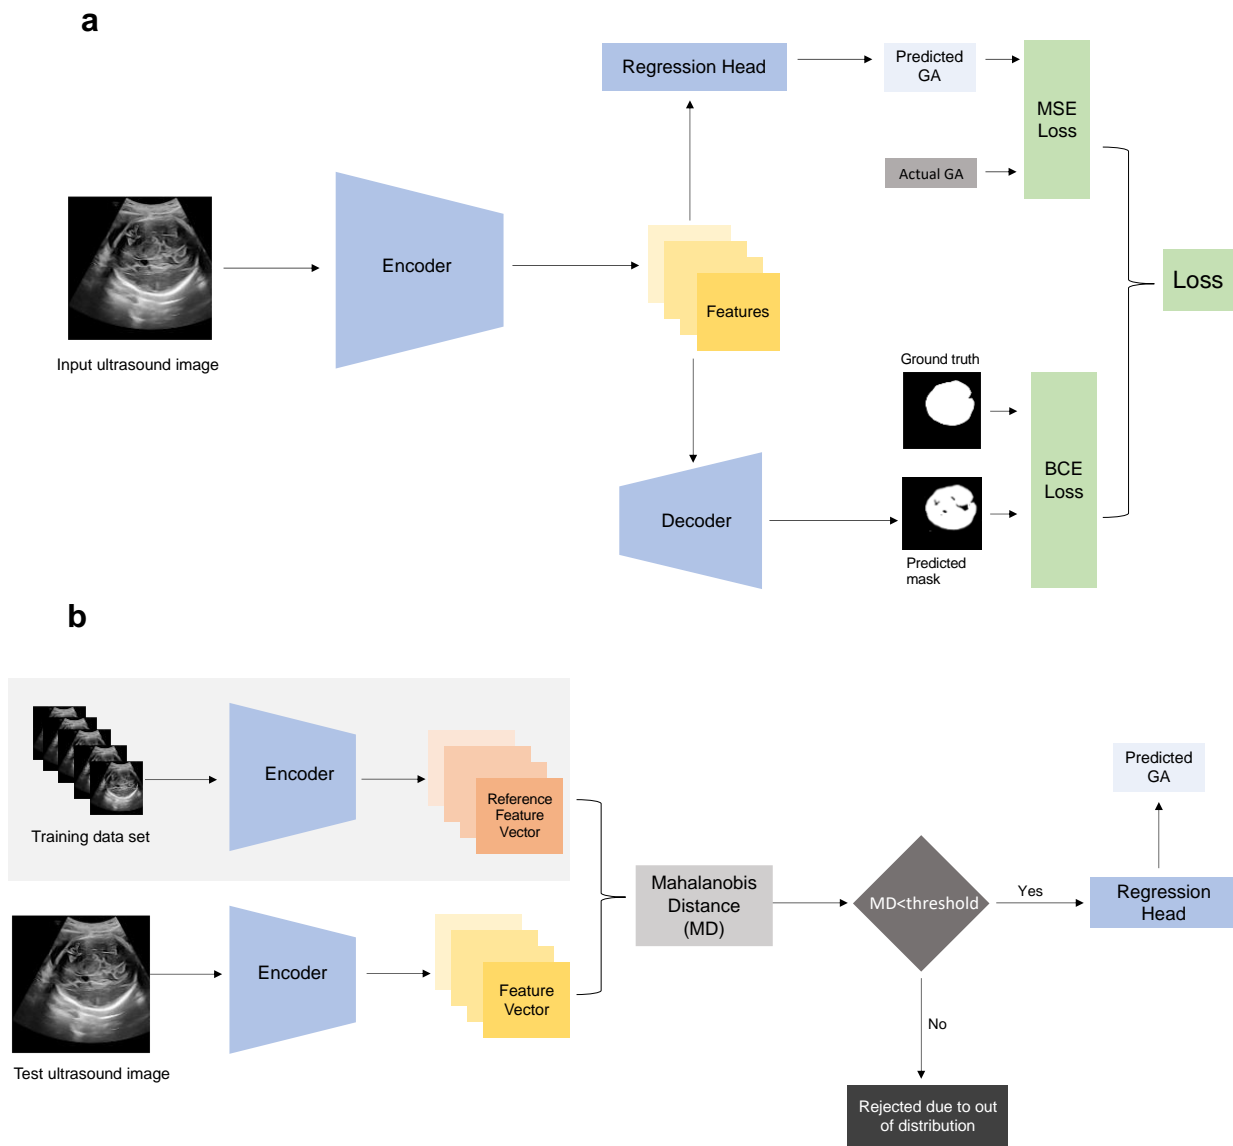 a
Regression Head
Predicted
GA
MSE
Loss
Actual GA
Encoder
Features
Loss
Input ultrasound image
Ground truth
BCE
Loss
Decoder
Predicted
mask
b
Encoder
Reference
Feature
Vector
Training data set
Predicted
GA
Mahalanobis
Distance
(MD)
MD<threshold
Yes
Regression
Head
Encoder
Feature
Vector
No
Test ultrasound image
Rejected due to out
of distribution